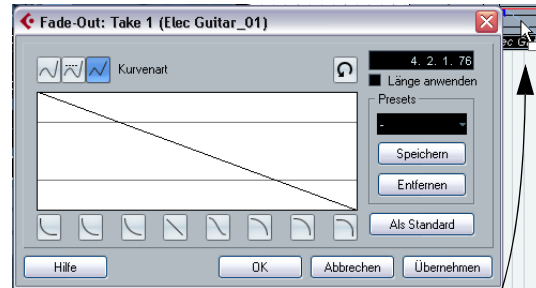 Fade-Out: Take 1 (Elec Guitar_01)
Kurvenart
4. 2. 1. 76
Länge anwenden
Presets
-
Speichern
Entfernen
Als Standard
Hilfe
OK
Abbrechen
Übernehmen